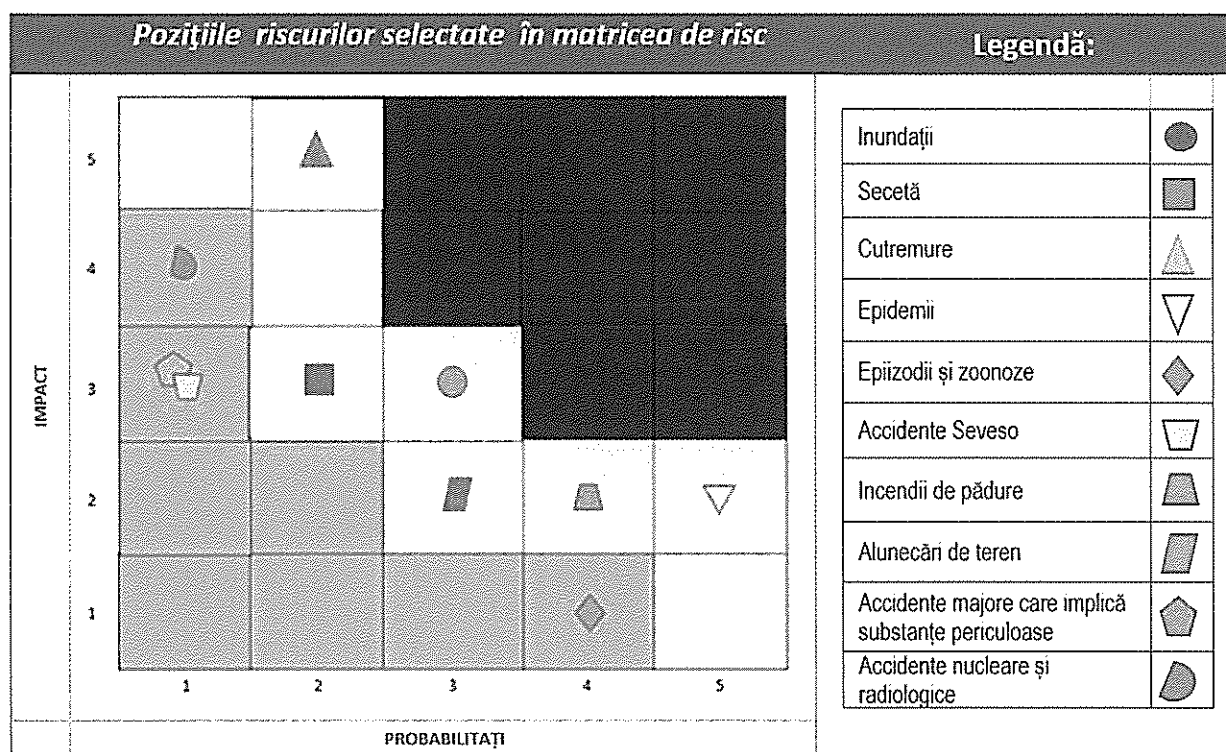 Pozițiile riscurilor selectate în matricea de risc
Legendă:
IMPACT
5
4
3
2
1
1 2 3 4 5
PROBABILITAȚI
Inundații
Secetă
Cutremure
Epidemii
Epiizodii și zoonoze
Accidente Seveso
Incendii de pădure
Alunecări de teren
Accidente majore care implică
substanțe periculoase
Accidente nucleare și
radiologice